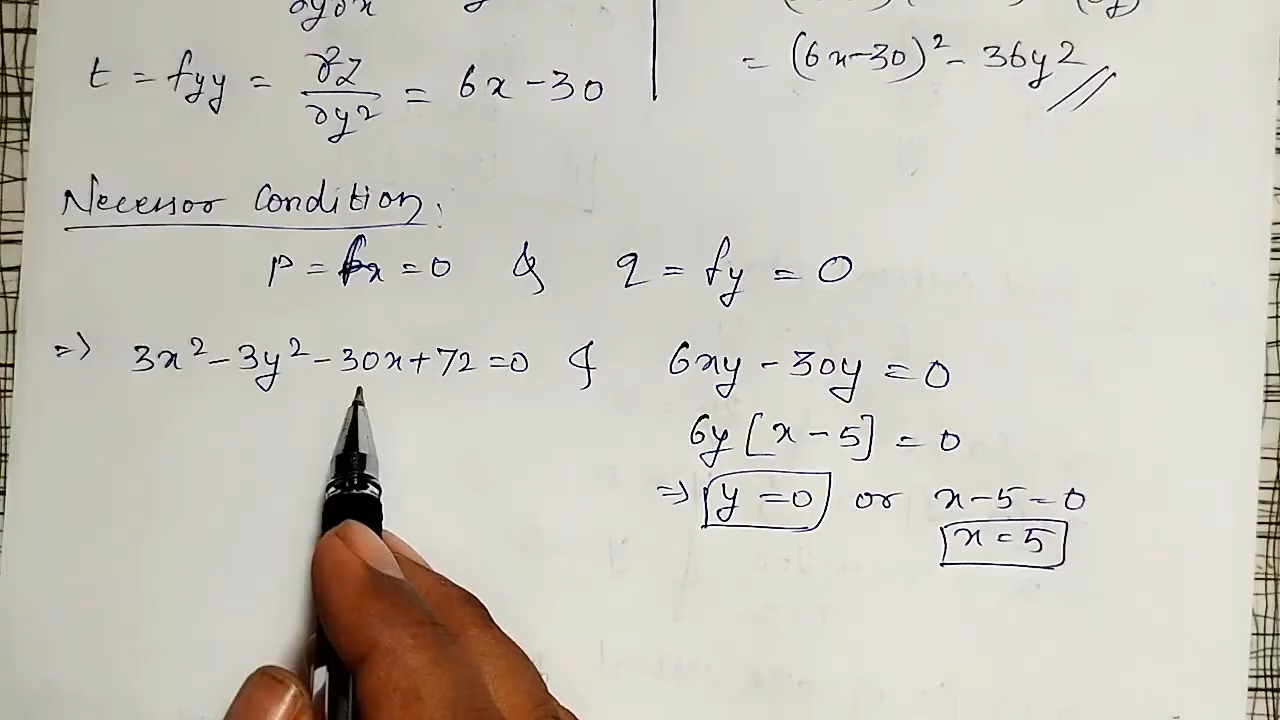 t = fyy = ∂z/∂y² = 6x - 30
= (6x-30)² - 36y²
Necessor Condition:
p = fx = 0 & q = fy = 0
=> 3x² - 3y² - 30x + 72 = 0 & 6xy - 30y = 0
6y [x - 5] = 0
=> y = 0 or x - 5 = 0
x = 5